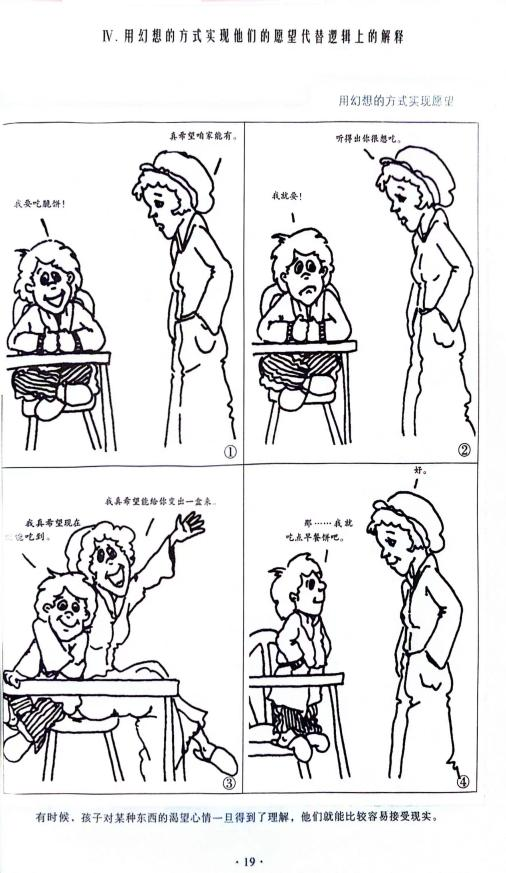 Ⅳ. 用幻想的方式实现他们的愿望代替逻辑上的解释
用幻想的方式实现愿望
真希望咱家能有。
我要吃脆饼！
①
听得出你很想吃。
我就要！
②
我真希望能给你变出一盒来。
我真希望现在
能吃到。
③
好。
那……我就
吃点早餐饼吧。
④
有时候，孩子对某种东西的渴望心情一旦得到了理解，他们就能比较容易接受现实。
·19·